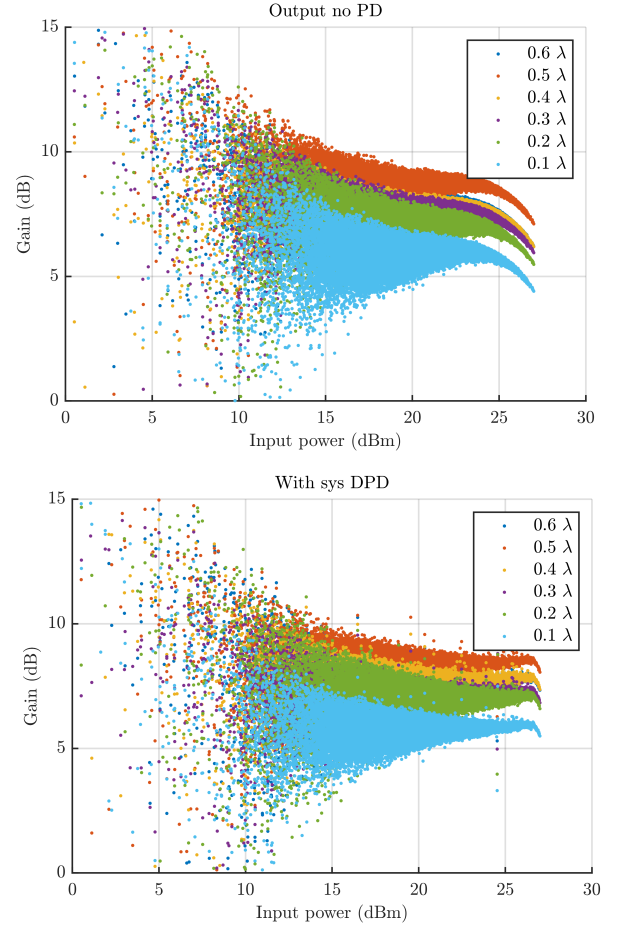 Output no PD
15
10
5
0
Gain (dB)
0.6 λ
0.5 λ
0.4 λ
0.3 λ
0.2 λ
0.1 λ
0 5 10 15 20 25 30
Input power (dBm)
With sys DPD
15
10
5
0
Gain (dB)
0.6 λ
0.5 λ
0.4 λ
0.3 λ
0.2 λ
0.1 λ
0 5 10 15 20 25 30
Input power (dBm)